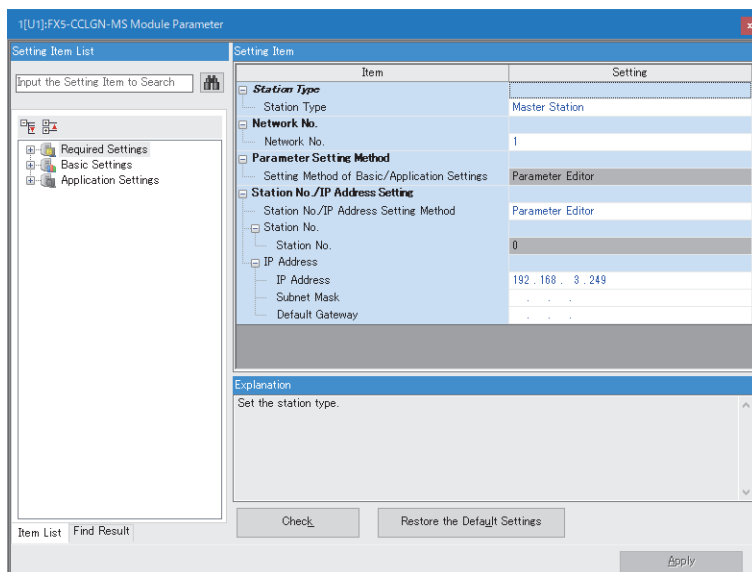 1[U1]:FX5-CCLGN-MS Module Parameter
Setting Item List
Input the Setting Item to Search
Required Settings
Basic Settings
Application Settings
Item List
Find Result
Setting Item
Item Setting
Station Type
Station Type Master Station
Network No.
Network No. 1
Parameter Setting Method
Setting Method of Basic/Application Settings Parameter Editor
Station No./IP Address Setting
Station No./IP Address Setting Method Parameter Editor
Station No.
Station No. 0
IP Address
IP Address 192 . 168 . 3 . 249
Subnet Mask . . .
Default Gateway . . .
Explanation
Set the station type.
Check
Restore the Default Settings
Apply